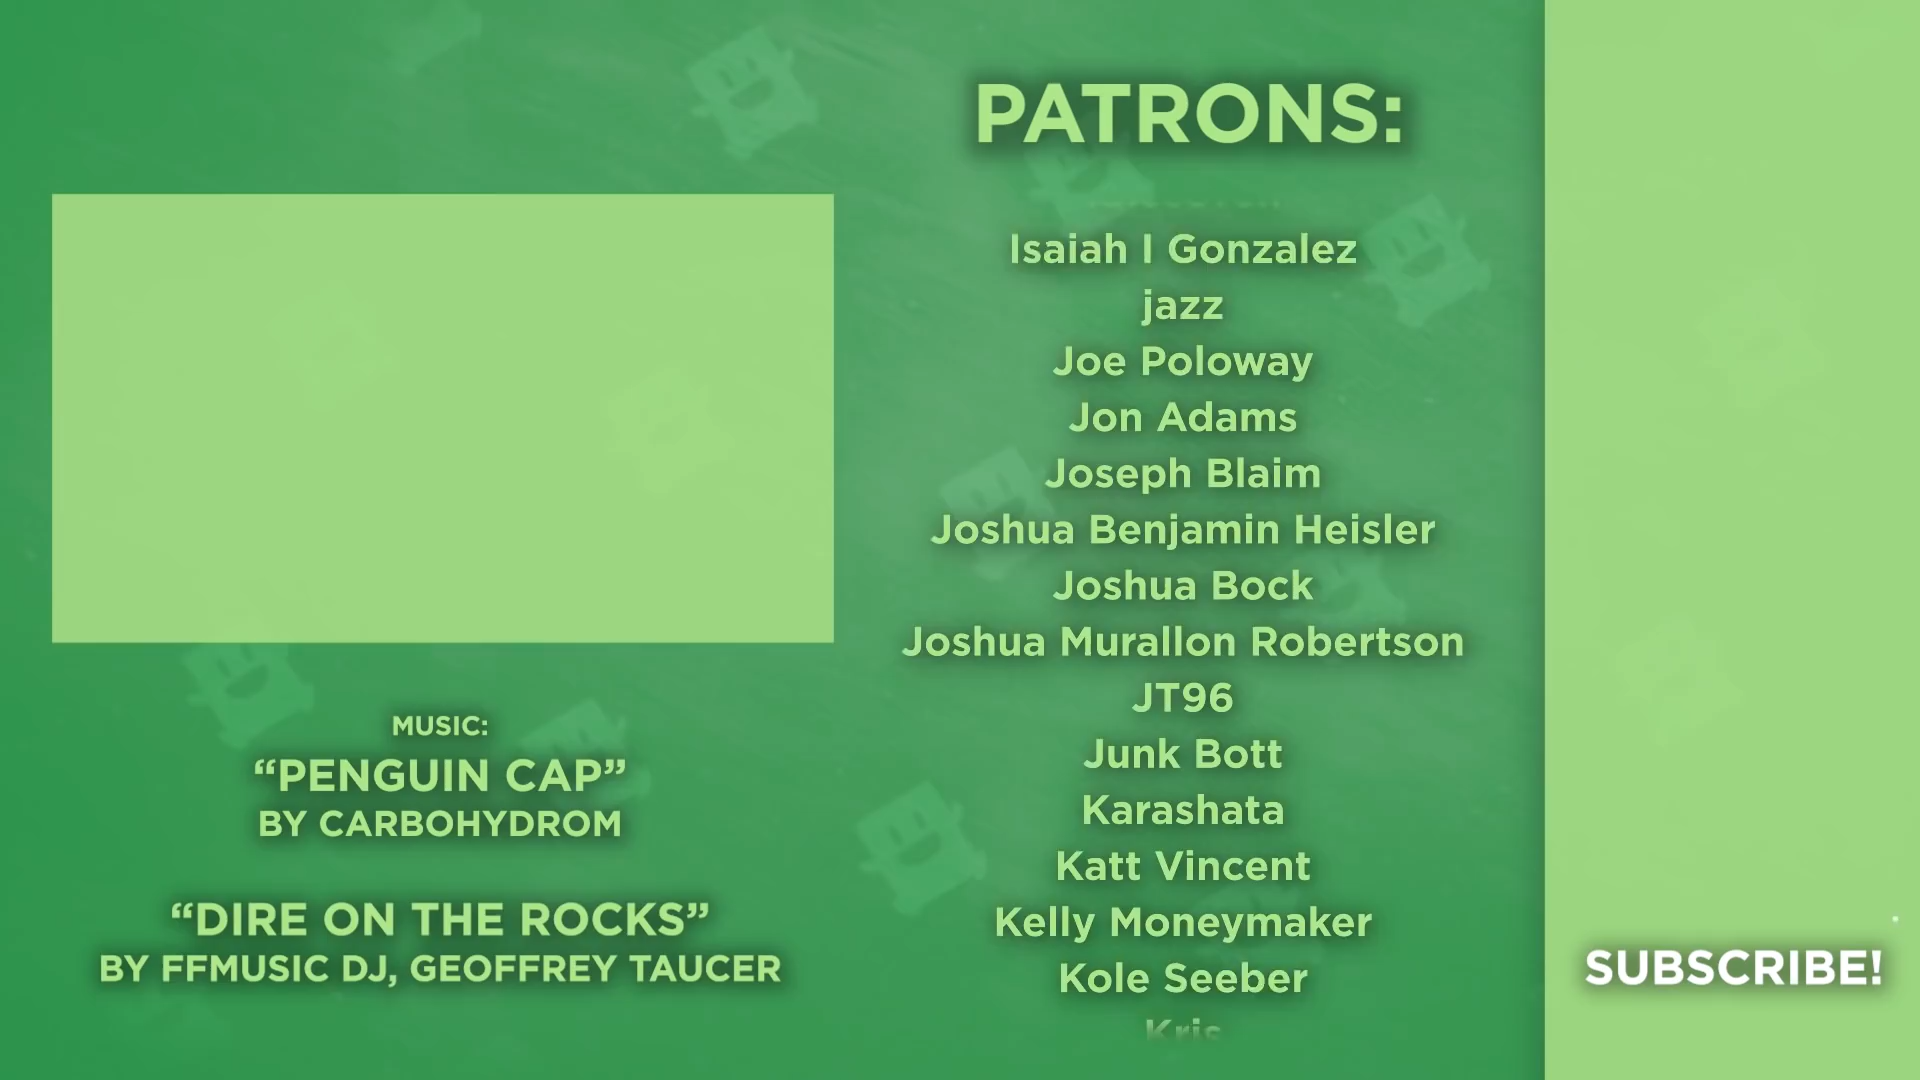 PATRONS:
Isaiah I Gonzalez
jazz
Joe Poloway
Jon Adams
Joseph Blaim
Joshua Benjamin Heisler
Joshua Bock
Joshua Murallon Robertson
JT96
Junk Bott
Karashata
Katt Vincent
Kelly Moneymaker
Kole Seeber
Kris
MUSIC:
“PENGUIN CAP”
BY CARBOHYDROM
“DIRE ON THE ROCKS”
BY FFMUSIC DJ, GEOFFREY TAUCER
SUBSCRIBE!